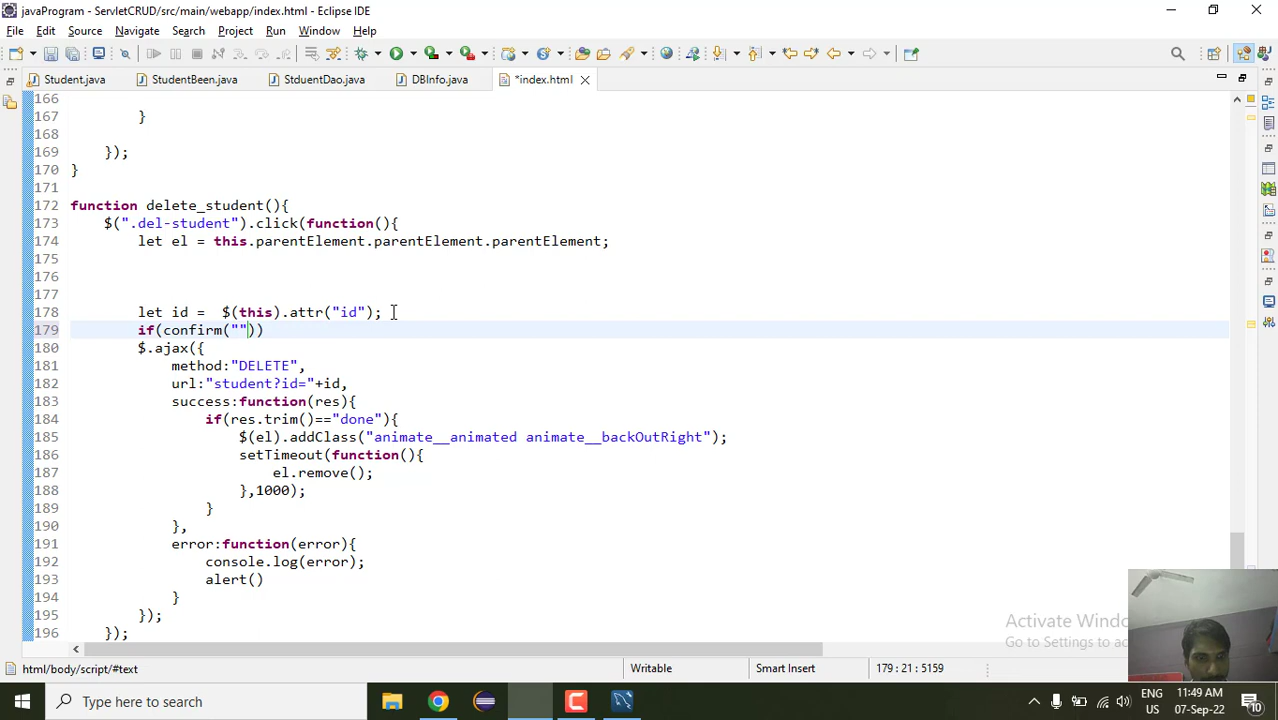 javaProgram - ServletCRUD/src/main/webapp/index.html - Eclipse IDE
File Edit Source Navigate Search Project Run Window Help
Student.java StudentBeen.java StduentDao.java DBInfo.java *index.html
166
167 }
168
169 });
170 }
171
172 function delete_student(){
173 $(".del-student").click(function(){
174 let el = this.parentElement.parentElement.parentElement;
175
176
177
178 let id = $(this).attr("id");
179 if(confirm(""))
180 $.ajax({
181 method:"DELETE",
182 url:"student?id="+id,
183 success:function(res){
184 if(res.trim()=="done"){
185 $(el).addClass("animate__animated animate__backOutRight");
186 setTimeout(function(){
187 el.remove();
188 },1000);
189 }
190 },
191 error:function(error){
192 console.log(error);
193 alert()
194 }
195 });
196 });
Activate Windo
Go to Settings to ac
html/body/script/#text Writable Smart Insert 179 : 21 : 5159
Type here to search
ENG US
11:49 AM
07-Sep-22
10